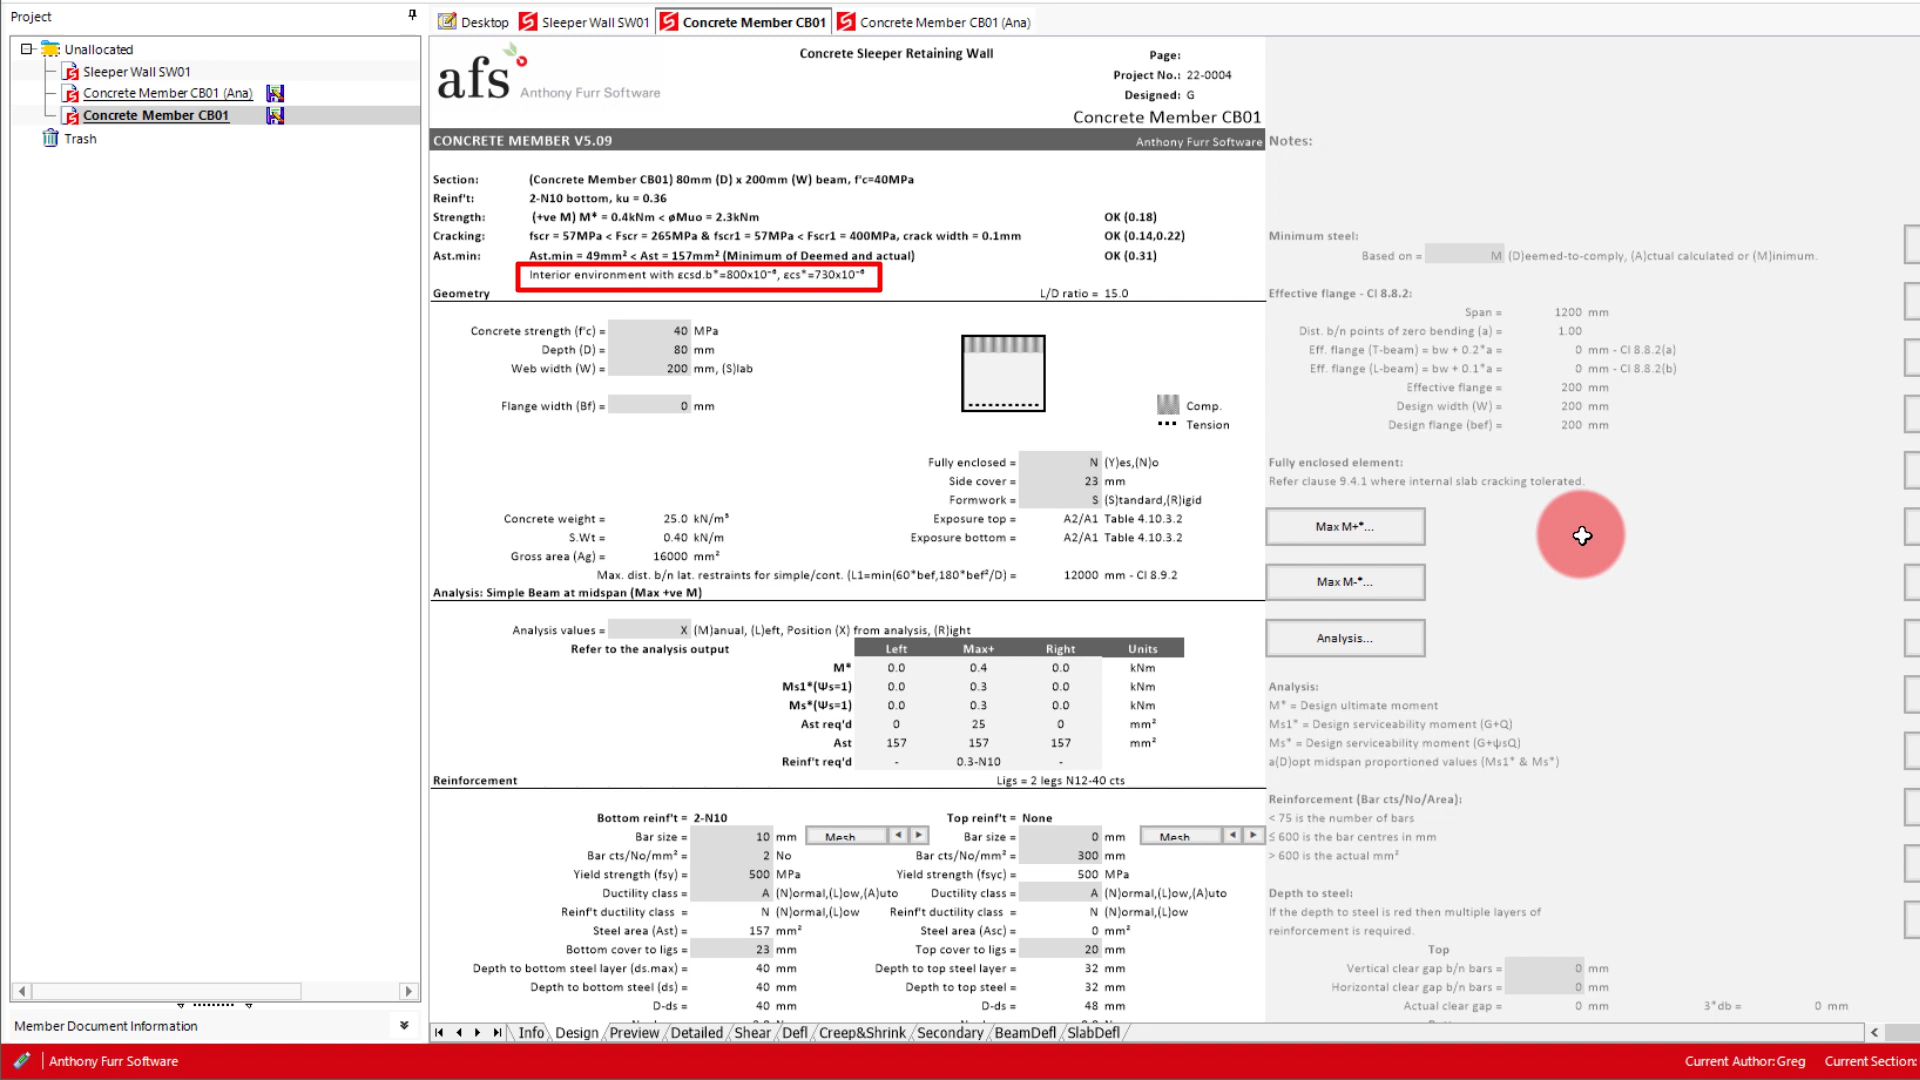 Project
Unallocated
Sleeper Wall SW01
Concrete Member CB01 (Ana)
Concrete Member CB01
Trash
Desktop
Sleeper Wall SW01
Concrete Member CB01
Concrete Member CB01 (Ana)
afs Anthony Furr Software
Concrete Sleeper Retaining Wall
Page:
Project No.: 22-0004
Designed: G
Concrete Member CB01
CONCRETE MEMBER V5.09
Anthony Furr Software
Notes:
Section: (Concrete Member CB01) 80mm (D) x 200mm (W) beam, f'c=40MPa
Reinf't: 2-N10 bottom, ku = 0.36
Strength: (+ve M) M* = 0.4kNm < øMuo = 2.3kNm OK (0.18)
Cracking: fscr = 57MPa < Fscr = 265MPa & fscr1 = 57MPa < Fscr1 = 400MPa, crack width = 0.1mm OK (0.14,0.22)
Ast.min: Ast.min = 49mm² < Ast = 157mm² (Minimum of Deemed and actual) OK (0.31)
Interior environment with εcsd.b*=800x10⁻⁶, εcs*=730x10⁻⁶
Geometry L/D ratio = 15.0
Concrete strength (f'c) = 40 MPa
Depth (D) = 80 mm
Web width (W) = 200 mm, (S)lab
Flange width (Bf) = 0 mm
Comp.
Tension
Fully enclosed = N (Y)es,(N)o
Side cover = 23 mm
Formwork = S (S)tandard,(R)igid
Concrete weight = 25.0 kN/m³ Exposure top = A2/A1 Table 4.10.3.2
S.Wt = 0.40 kN/m Exposure bottom = A2/A1 Table 4.10.3.2
Gross area (Ag) = 16000 mm²
Max. dist. b/n lat. restraints for simple/cont. (L1=min(60*bef,180*bef²/D) = 12000 mm - Cl 8.9.2
Analysis: Simple Beam at midspan (Max +ve M)
Analysis values = X (M)anual, (L)eft, Position (X) from analysis, (R)ight
Refer to the analysis output
Left Max+ Right Units
M* 0.0 0.4 0.0 kNm
Ms1*(Ψs=1) 0.0 0.3 0.0 kNm
Ms*(Ψs=1) 0.0 0.3 0.0 kNm
Ast req'd 0 25 0 mm²
Ast 157 157 157 mm²
Reinf't req'd - 0.3-N10 -
Reinforcement Ligs = 2 legs N12-40 cts
Bottom reinf't = 2-N10 Top reinf't = None
Bar size = 10 mm Mesh Bar size = 0 mm Mesh
Bar cts/No/mm² = 2 No Bar cts/No/mm² = 300 mm
Yield strength (fsy) = 500 MPa Yield strength (fsyc) = 500 MPa
Ductility class = A (N)ormal,(L)ow,(A)uto Ductility class = A (N)ormal,(L)ow,(A)uto
Reinf't ductility class = N (N)ormal,(L)ow Reinf't ductility class = N (N)ormal,(L)ow
Steel area (Ast) = 157 mm² Steel area (Asc) = 0 mm²
Bottom cover to ligs = 23 mm Top cover to ligs = 20 mm
Depth to bottom steel layer (ds.max) = 40 mm Depth to top steel layer = 32 mm
Depth to bottom steel (ds) = 40 mm Depth to top steel = 32 mm
D-ds = 40 mm D-ds = 48 mm
Minimum steel:
Based on = M (D)eemed-to-comply, (A)ctual calculated or (M)inimum.
Effective flange - Cl 8.8.2:
Span = 1200 mm
Dist. b/n points of zero bending (a) = 1.00
Eff. flange (T-beam) = bw + 0.2*a = 0 mm - Cl 8.8.2(a)
Eff. flange (L-beam) = bw + 0.1*a = 0 mm - Cl 8.8.2(b)
Effective flange = 200 mm
Design width (W) = 200 mm
Design flange (bef) = 200 mm
Fully enclosed element:
Refer clause 9.4.1 where internal slab cracking tolerated.
Max M+*...
Max M-*...
Analysis...
Analysis:
M* = Design ultimate moment
Ms1* = Design serviceability moment (G+Q)
Ms* = Design serviceability moment (G+ψsQ)
a(D)opt midspan proportioned values (Ms1* & Ms*)
Reinforcement (Bar cts/No/Area):
< 75 is the number of bars
≤ 600 is the bar centres in mm
> 600 is the actual mm²
Depth to steel:
If the depth to steel is red then multiple layers of
reinforcement is required.
Top
Vertical clear gap b/n bars = 0 mm
Horizontal clear gap b/n bars = 0 mm
Actual clear gap = 0 mm 3*db = 0 mm
Info Design Preview Detailed Shear Defl Creep&Shrink Secondary BeamDefl SlabDefl
Member Document Information
Anthony Furr Software
Current Author: Greg Current Section: